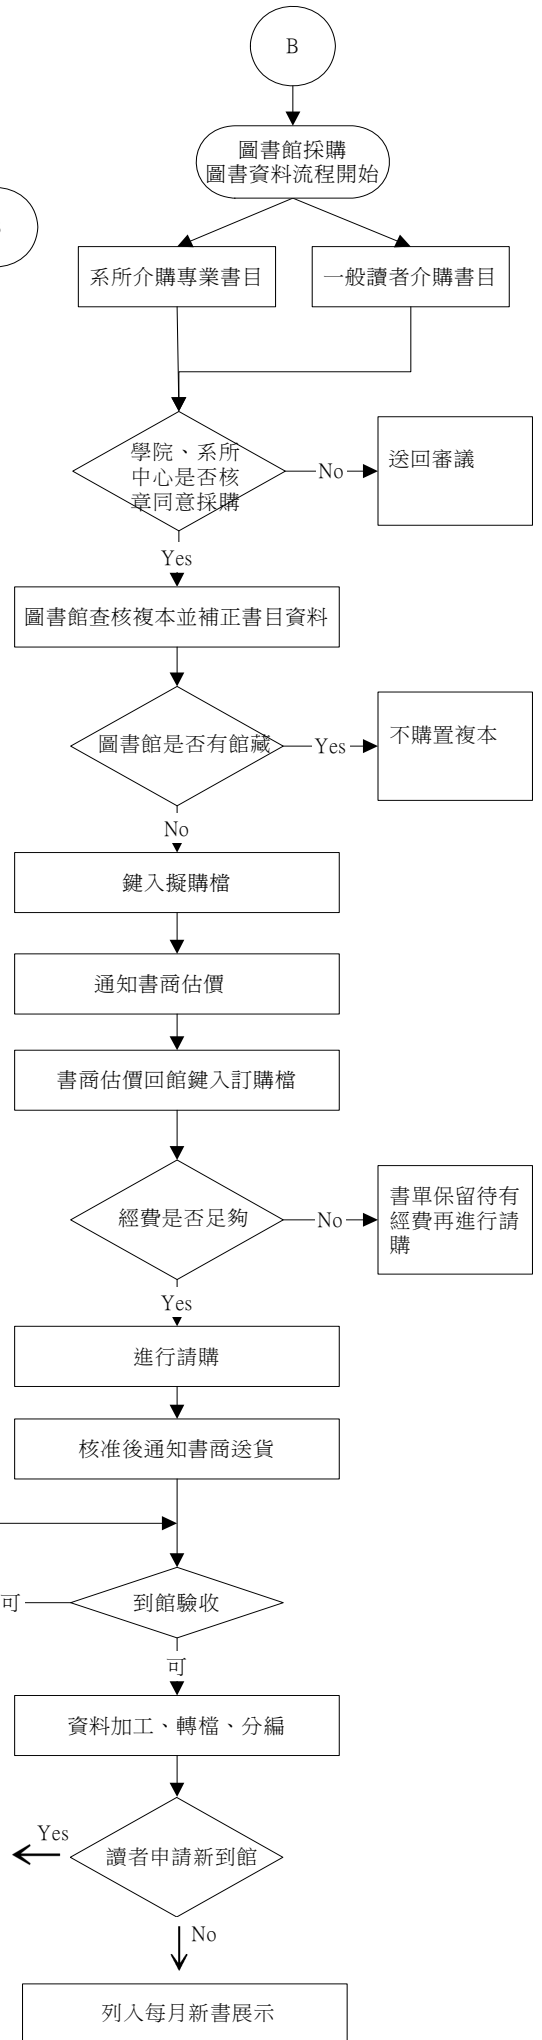 B
圖書館採購
圖書資料流程開始
系所介購專業書目
一般讀者介購書目
學院、系所
中心是否核
章同意採購
No
送回審議
Yes
圖書館查核複本並補正書目資料
圖書館是否有館藏
Yes
不購置複本
No
鍵入擬購檔
通知書商估價
書商估價回館鍵入訂購檔
經費是否足夠
No
書單保留待有
經費再進行請
購
Yes
進行請購
核准後通知書商送貨
到館驗收
可
可
資料加工、轉檔、分編
讀者申請新到館
Yes
No
列入每月新書展示